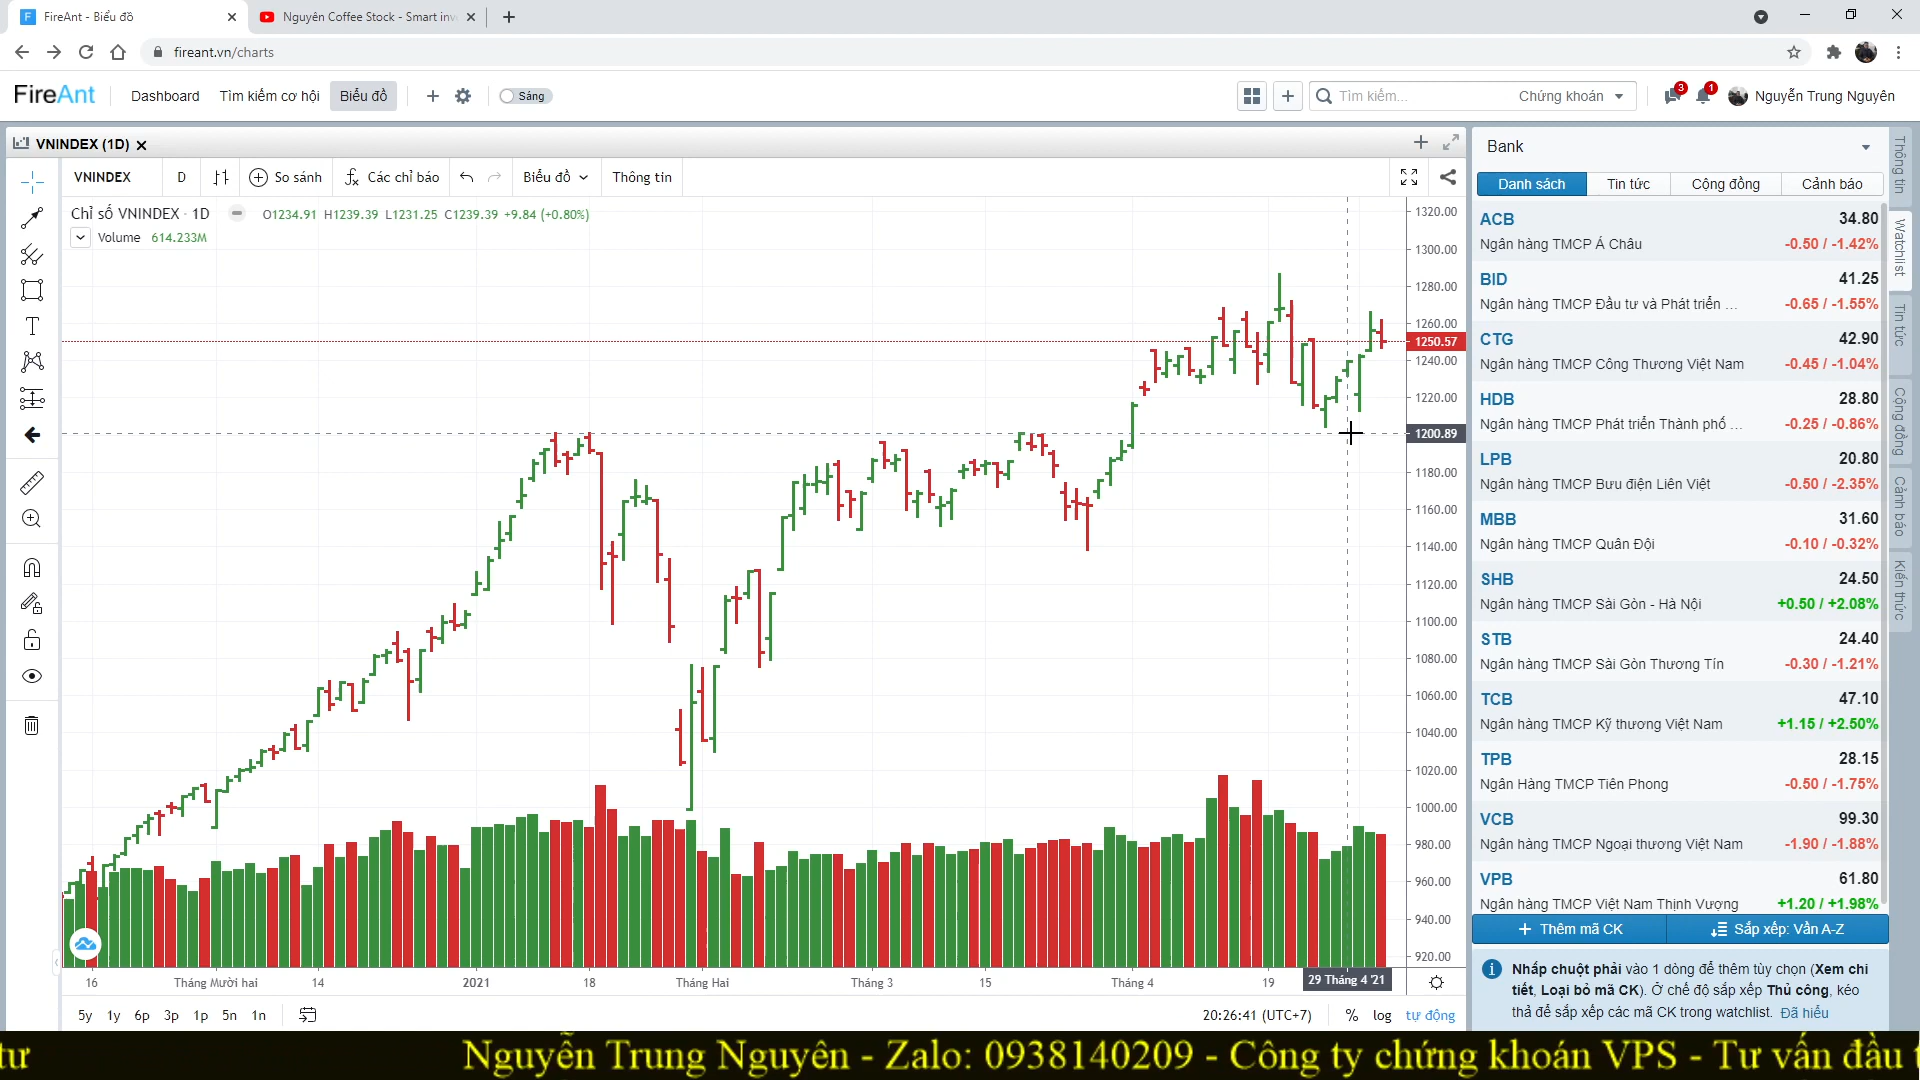 FireAnt - Biểu đồ
Nguyên Coffee Stock - Smart inv
fireant.vn/charts
FireAnt
Dashboard
Tìm kiếm cơ hội
Biểu đồ
Sáng
Tìm kiếm...
Chứng khoán
3
1
Nguyễn Trung Nguyên
VNINDEX (1D)
VNINDEX
D
So sánh
Các chỉ báo
Biểu đồ
Thông tin
Chỉ số VNINDEX · 1D
O1234.91 H1239.39 L1231.25 C1239.39 +9.84 (+0.80%)
Volume 614.233M
1320.00
1300.00
1280.00
1260.00
1250.57
1240.00
1220.00
1200.89
1180.00
1160.00
1140.00
1120.00
1100.00
1080.00
1060.00
1040.00
1020.00
1000.00
980.00
960.00
940.00
920.00
16
Tháng Mười hai
14
2021
18
Tháng Hai
Tháng 3
15
Tháng 4
19
29 Tháng 4 '21
5y 1y 6p 3p 1p 5n 1n
20:26:41 (UTC+7)
%
log
tự động
Bank
Danh sách
Tin tức
Cộng đồng
Cảnh báo
ACB 34.80
Ngân hàng TMCP Á Châu -0.50 / -1.42%
BID 41.25
Ngân hàng TMCP Đầu tư và Phát triển ... -0.65 / -1.55%
CTG 42.90
Ngân hàng TMCP Công Thương Việt Nam -0.45 / -1.04%
HDB 28.80
Ngân hàng TMCP Phát triển Thành phố ... -0.25 / -0.86%
LPB 20.80
Ngân hàng TMCP Bưu điện Liên Việt -0.50 / -2.35%
MBB 31.60
Ngân hàng TMCP Quân Đội -0.10 / -0.32%
SHB 24.50
Ngân hàng TMCP Sài Gòn - Hà Nội +0.50 / +2.08%
STB 24.40
Ngân hàng TMCP Sài Gòn Thương Tín -0.30 / -1.21%
TCB 47.10
Ngân hàng TMCP Kỹ thương Việt Nam +1.15 / +2.50%
TPB 28.15
Ngân Hàng TMCP Tiên Phong -0.50 / -1.75%
VCB 99.30
Ngân hàng TMCP Ngoại thương Việt Nam -1.90 / -1.88%
VPB 61.80
Ngân hàng TMCP Việt Nam Thịnh Vượng +1.20 / +1.98%
Thêm mã CK
Sắp xếp: Vần A-Z
Nhấp chuột phải vào 1 dòng để thêm tùy chọn (Xem chi
tiết, Loại bỏ mã CK). Ở chế độ sắp xếp Thủ công, kéo
thả để sắp xếp các mã CK trong watchlist. Đã hiểu
Thông tin
Watchlist
Tin tức
Cộng đồng
Cảnh báo
Kiến thức
tư Nguyễn Trung Nguyên - Zalo: 0938140209 - Công ty chứng khoán VPS - Tư vấn đầu t